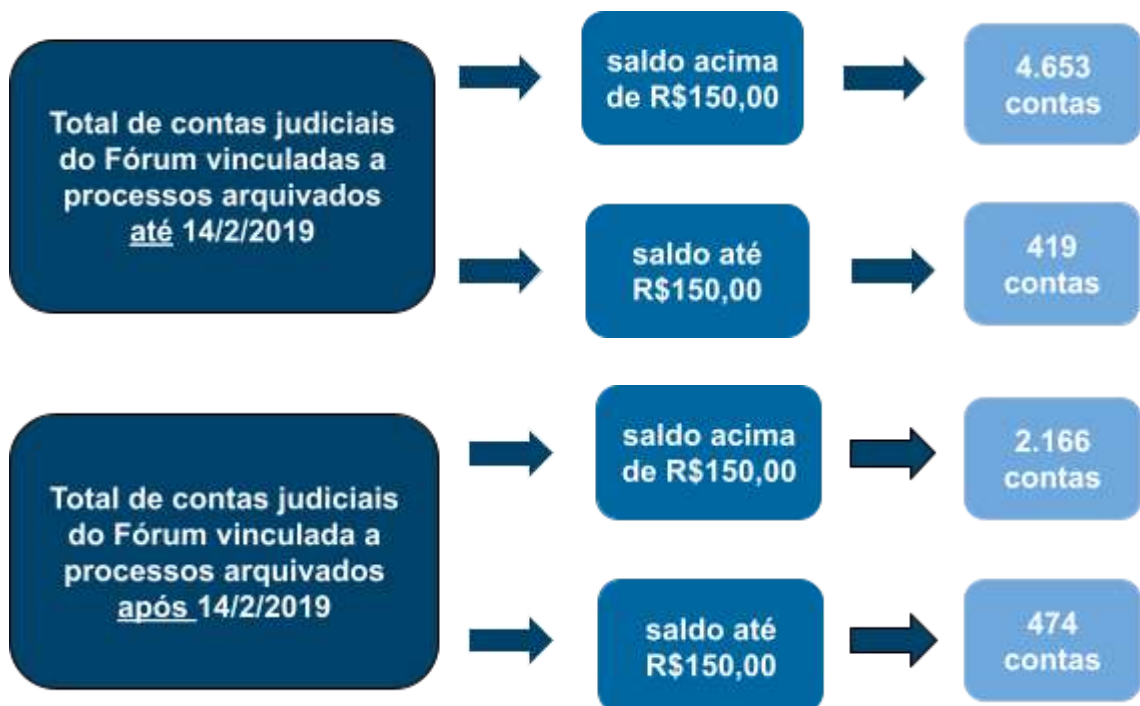 Total de contas judiciais
do Fórum vinculadas a
processos arquivados
até 14/2/2019
saldo acima
de R$150,00
4.653
contas
saldo até
R$150,00
419
contas
Total de contas judiciais
do Fórum vinculada a
processos arquivados
após 14/2/2019
saldo acima
de R$150,00
2.166
contas
saldo até
R$150,00
474
contas